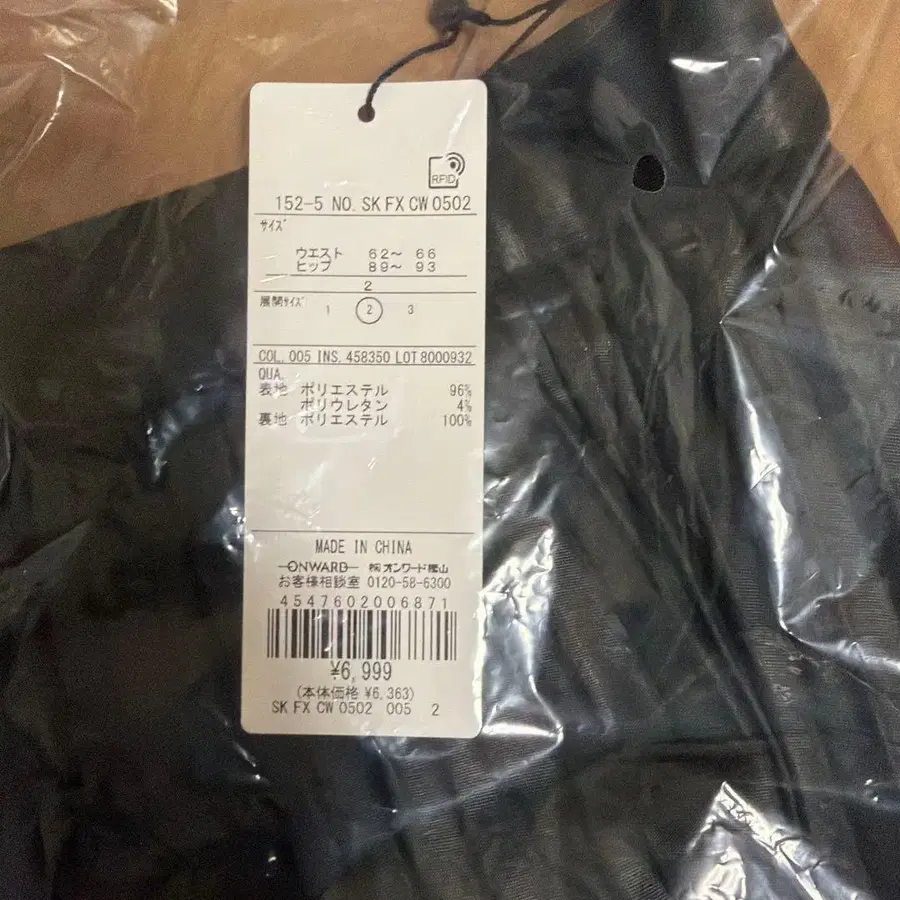 RFID
152-5 NO. SK FX CW 0502
サイズ
ウエスト 62〜 66
ヒップ 89〜 93
2
展開サイズ 1 2 3
COL. 005 INS. 458350 LOT 8000932
QUA.
表地 ポリエステル 96%
ポリウレタン 4%
裏地 ポリエステル 100%
MADE IN CHINA
ONWARD ㈱オンワード樫山
お客様相談室 0120-58-6300
4547602006871
¥6,999
(本体価格 ¥6,363)
SK FX CW 0502 005 2